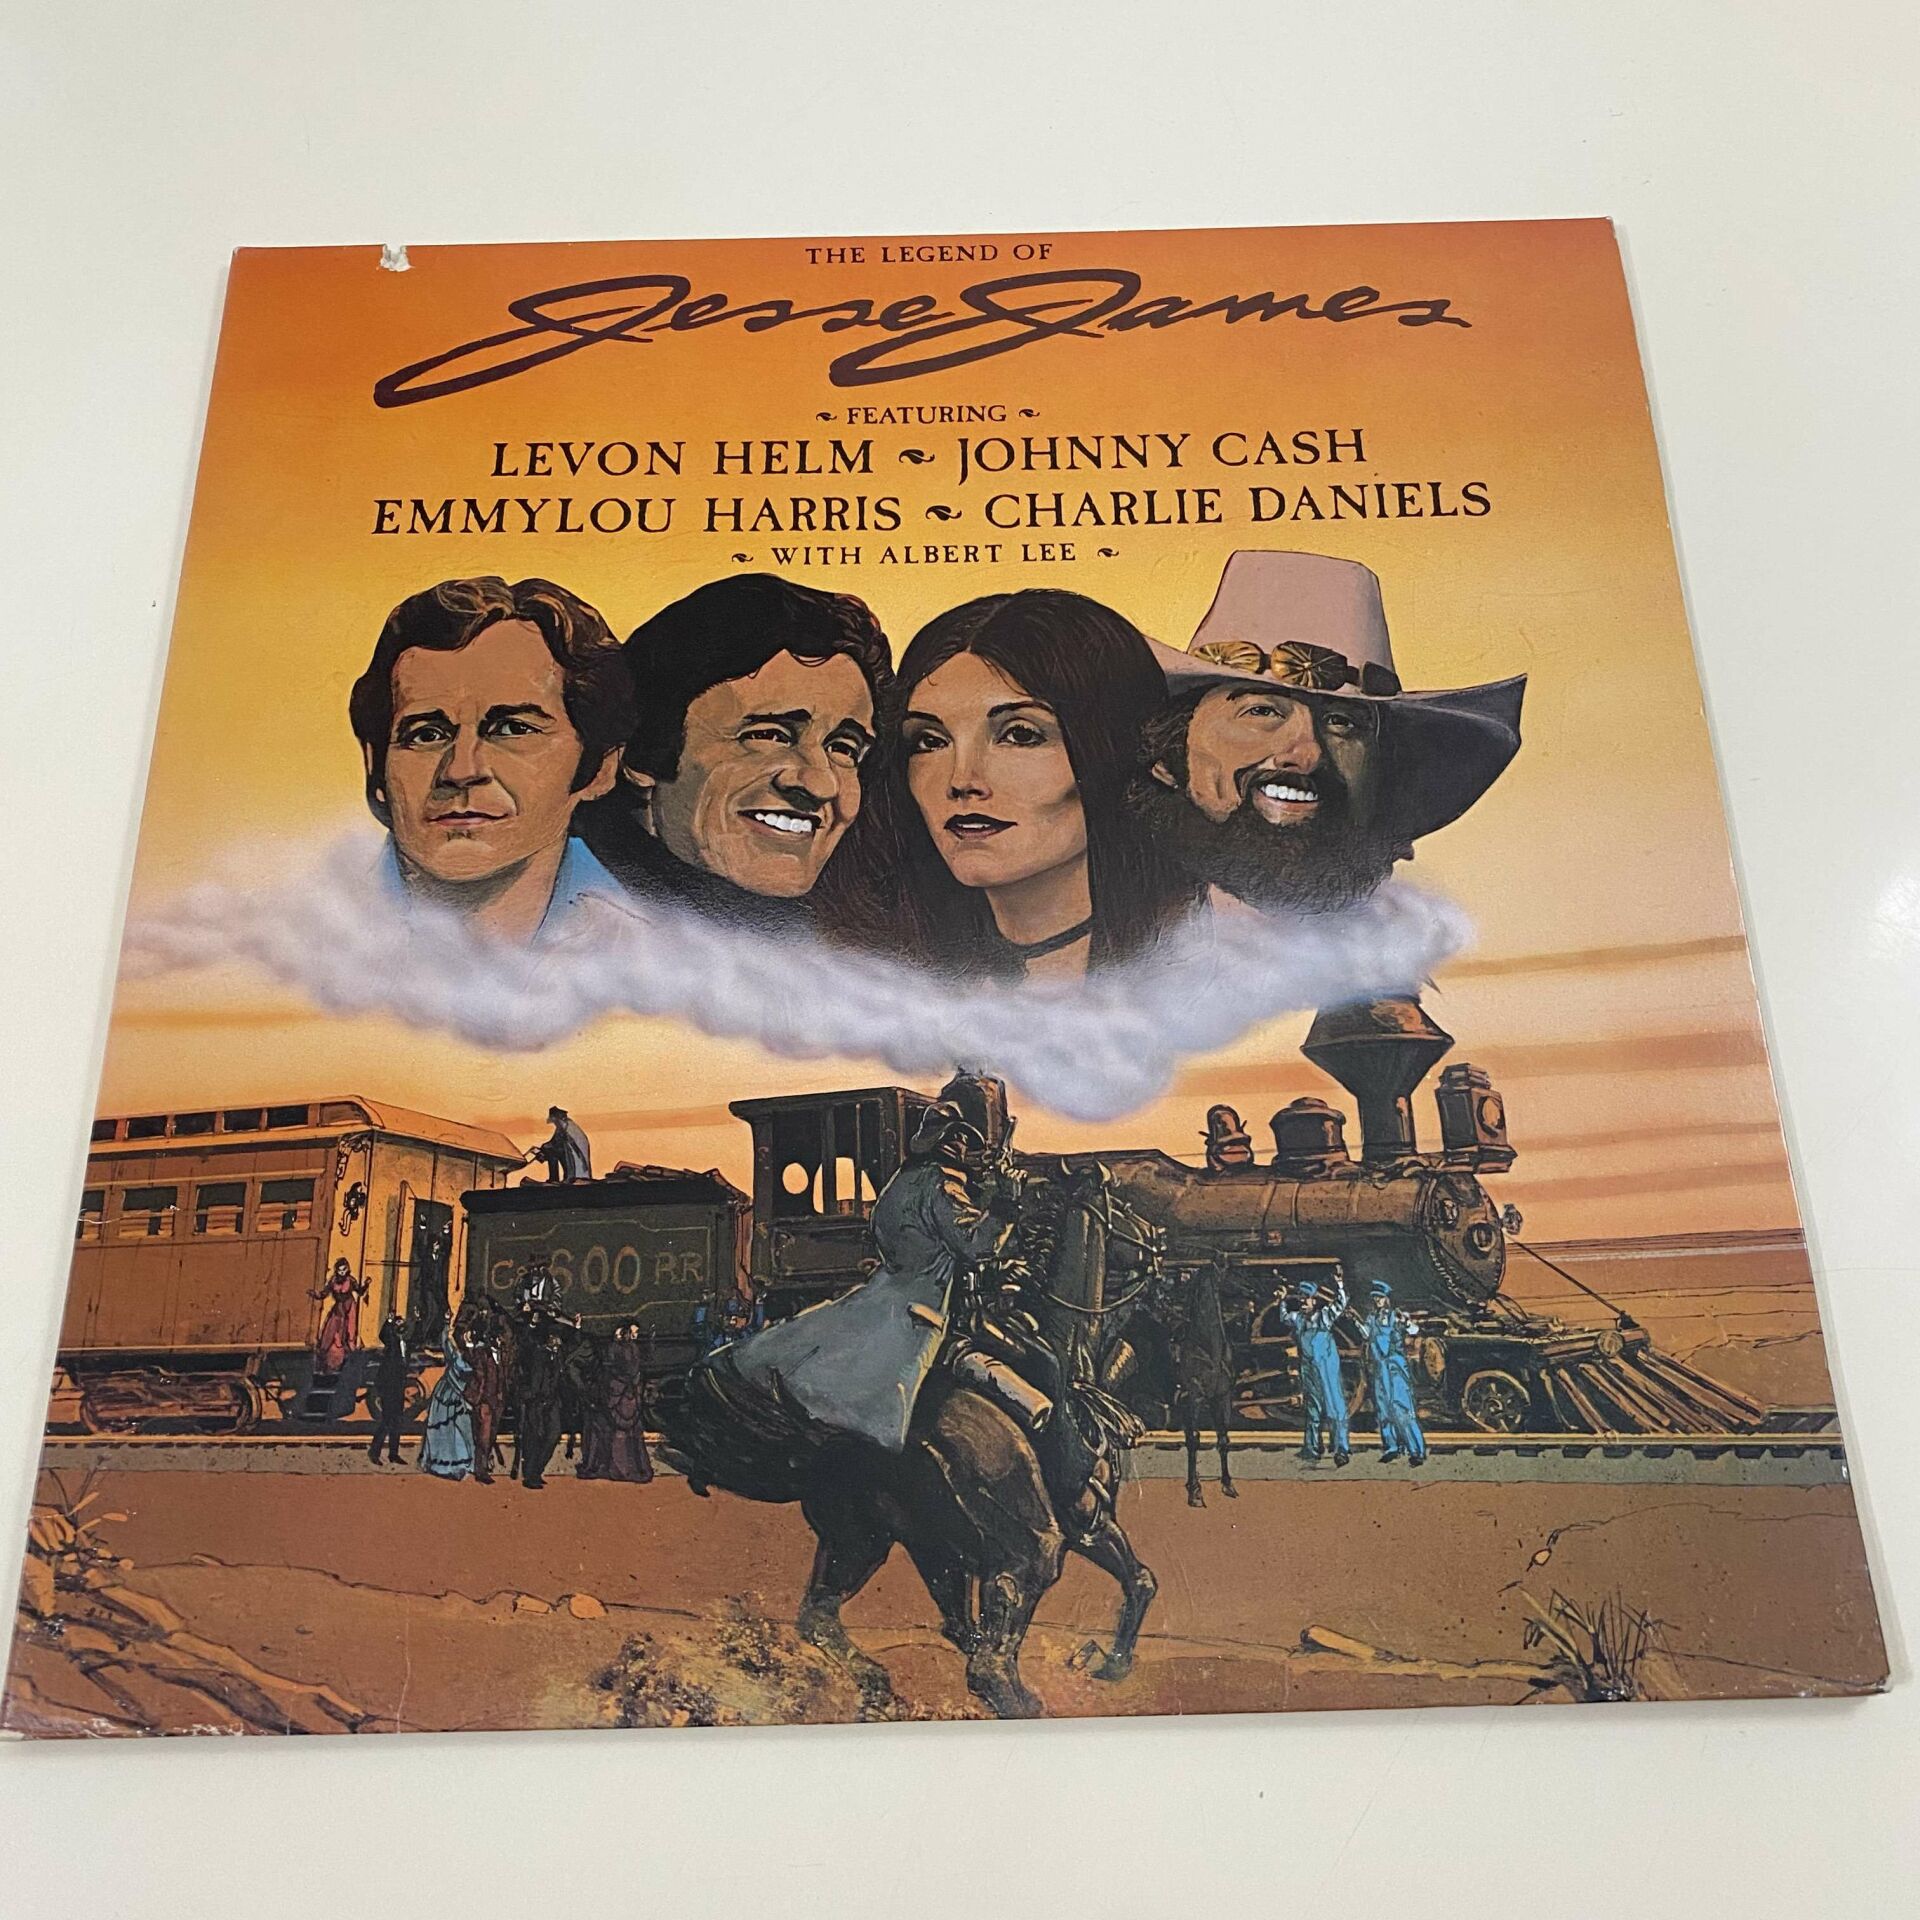 THE LEGEND OF
Jesse James
FEATURING
LEVON HELM ~ JOHNNY CASH
EMMYLOU HARRIS ~ CHARLIE DANIELS
WITH ALBERT LEE
600 RR